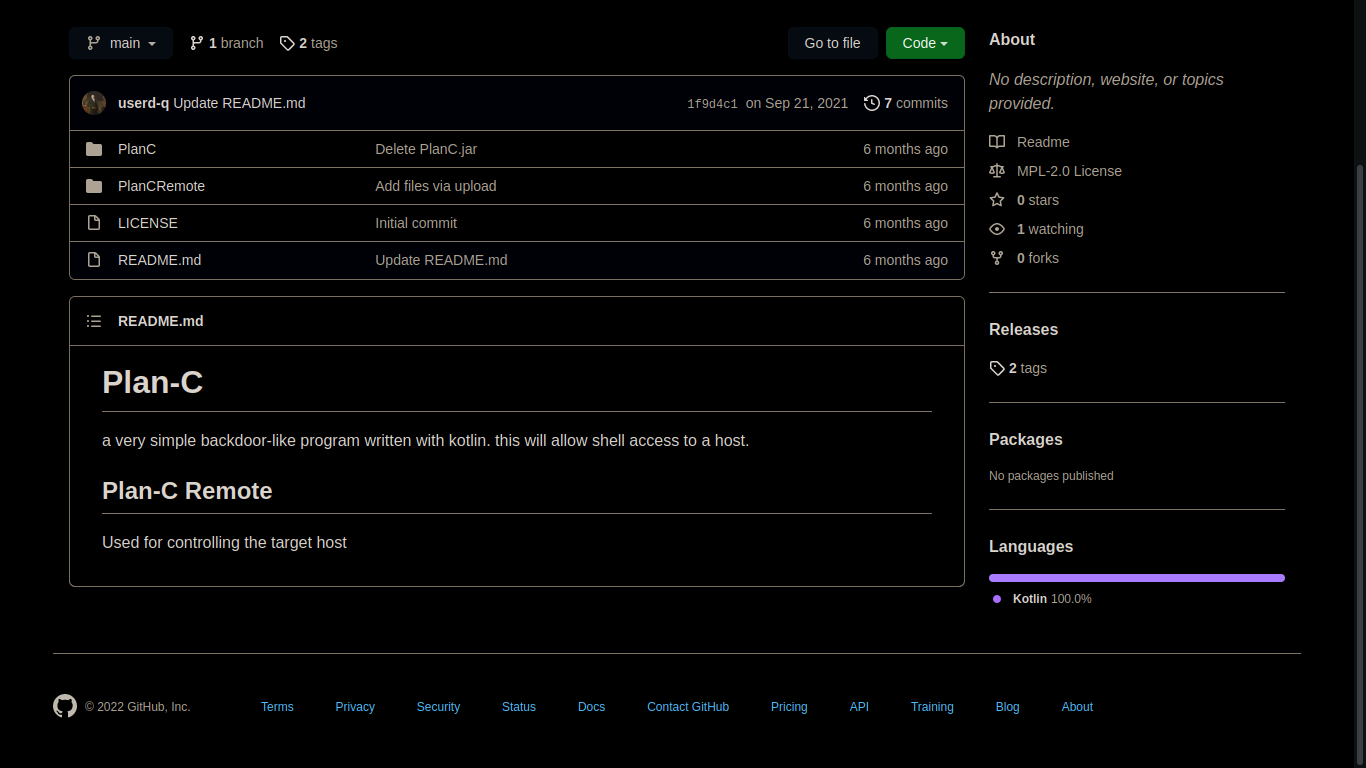 main 1 branch 2 tags Go to file Code
userd-q Update README.md 1f9d4c1 on Sep 21, 2021 7 commits
PlanC Delete PlanC.jar 6 months ago
PlanCRemote Add files via upload 6 months ago
LICENSE Initial commit 6 months ago
README.md Update README.md 6 months ago
README.md
Plan-C
a very simple backdoor-like program written with kotlin. this will allow shell access to a host.
Plan-C Remote
Used for controlling the target host
About
No description, website, or topics
provided.
Readme
MPL-2.0 License
0 stars
1 watching
0 forks
Releases
2 tags
Packages
No packages published
Languages
Kotlin 100.0%
© 2022 GitHub, Inc. Terms Privacy Security Status Docs Contact GitHub Pricing API Training Blog About